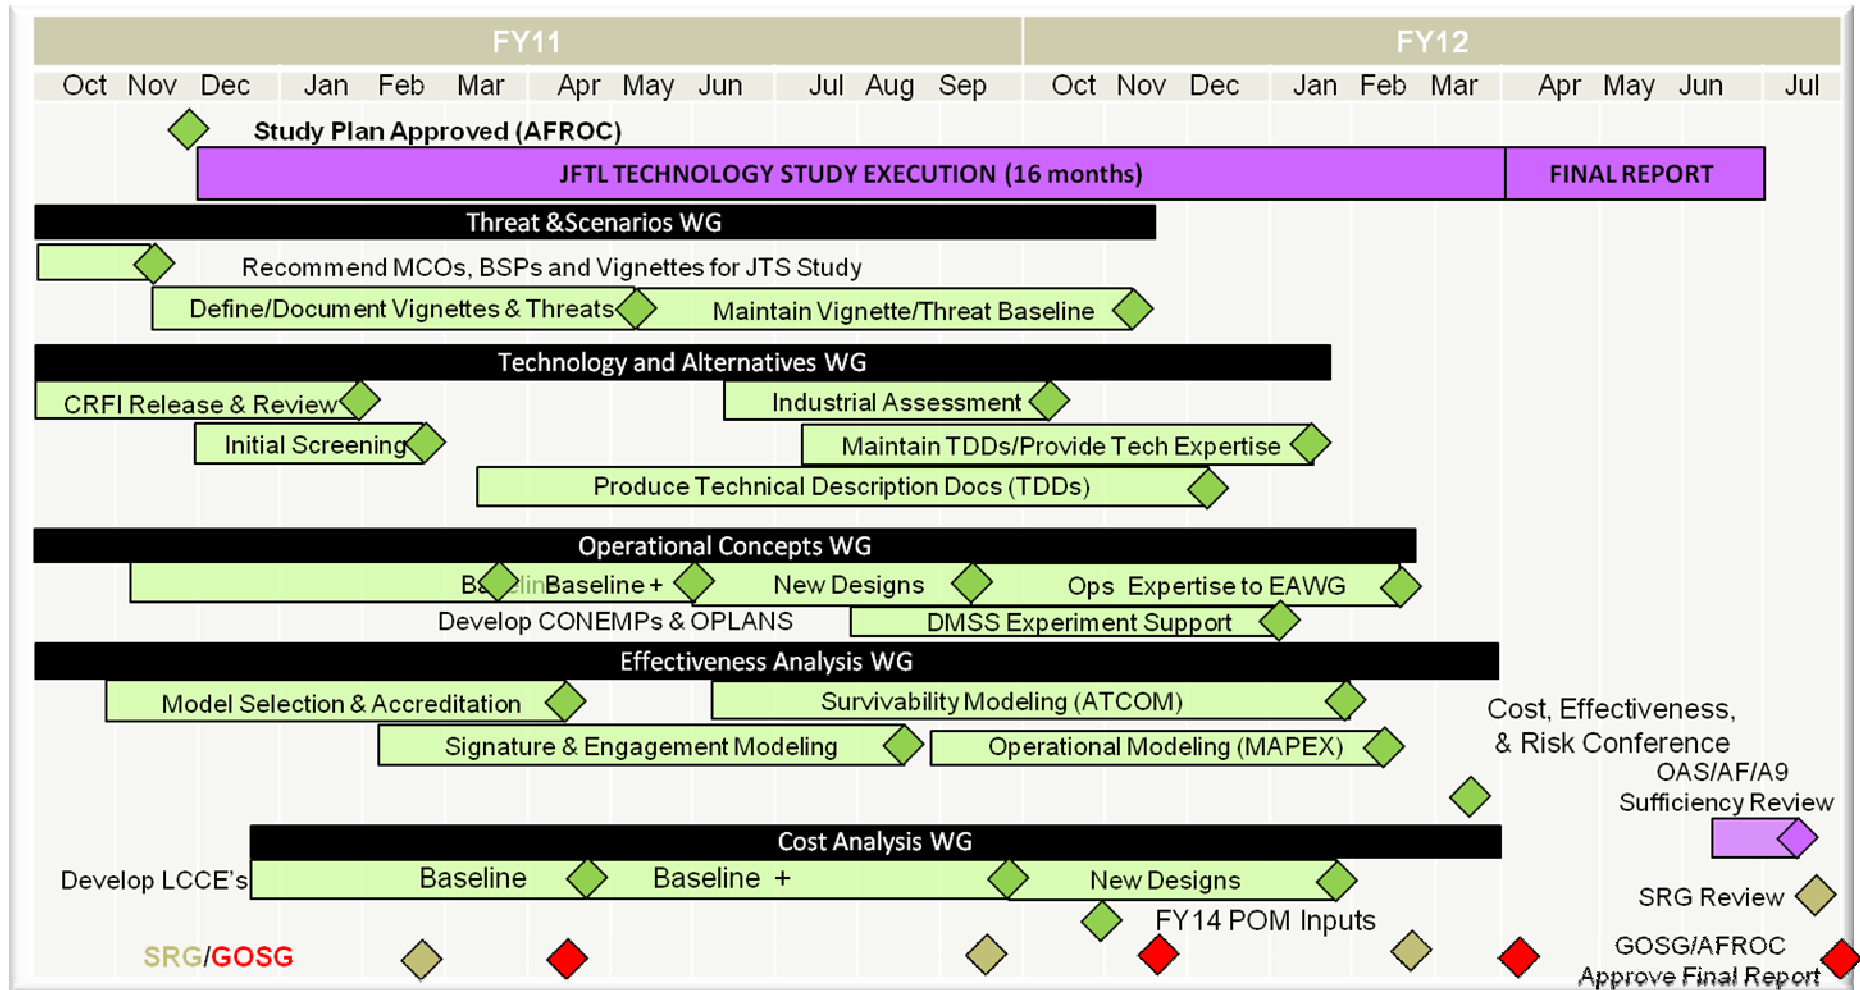 FY11 FY12
Oct Nov Dec Jan Feb Mar Apr May Jun Jul Aug Sep Oct Nov Dec Jan Feb Mar Apr May Jun Jul
Study Plan Approved (AFROC)
JFTL TECHNOLOGY STUDY EXECUTION (16 months) FINAL REPORT
Threat &Scenarios WG
Recommend MCOs, BSPs and Vignettes for JTS Study
Define/Document Vignettes & Threats Maintain Vignette/Threat Baseline
Technology and Alternatives WG
CRFI Release & Review Industrial Assessment
Initial Screening Maintain TDDs/Provide Tech Expertise
Produce Technical Description Docs (TDDs)
Operational Concepts WG
Baseline + New Designs Ops Expertise to EAWG
Develop CONEMPs & OPLANS DMSS Experiment Support
Effectiveness Analysis WG
Model Selection & Accreditation Survivability Modeling (ATCOM)
Signature & Engagement Modeling Operational Modeling (MAPEX)
Cost, Effectiveness,
& Risk Conference
OAS/AF/A9
Sufficiency Review
Cost Analysis WG
Develop LCCE's Baseline Baseline + New Designs
SRG Review
FY14 POM Inputs
SRG/GOSG
GOSG/AFROC
Approve Final Report